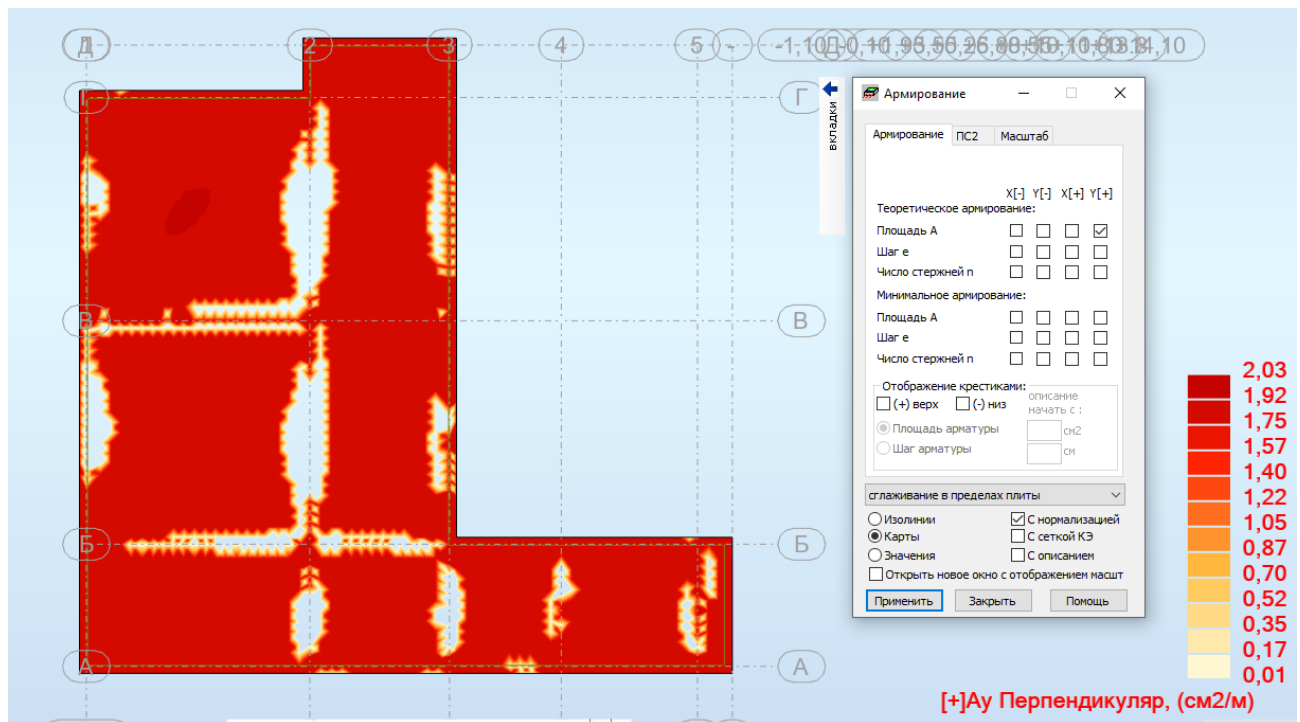 Д 2 3 4 5 -
Г Г
вкладки
Армирование
Армирование ПС2 Масштаб
X[-] Y[-] X[+] Y[+]
Теоретическое армирование:
Площадь A
Шаг e
Число стержней n
Минимальное армирование:
Площадь A
Шаг e
Число стержней n
Отображение крестиками:
(+) верх (-) низ
описание
начать с :
Площадь арматуры
см2
Шаг арматуры
см
сглаживание в пределах плиты
Изолинии С нормализацией
Карты С сеткой КЭ
Значения С описанием
Открыть новое окно с отображением масшт
Применить Закрыть Помощь
В В
Б Б
А А
2,03
1,92
1,75
1,57
1,40
1,22
1,05
0,87
0,70
0,52
0,35
0,17
0,01
[+]Ay Перпендикуляр, (см2/м)